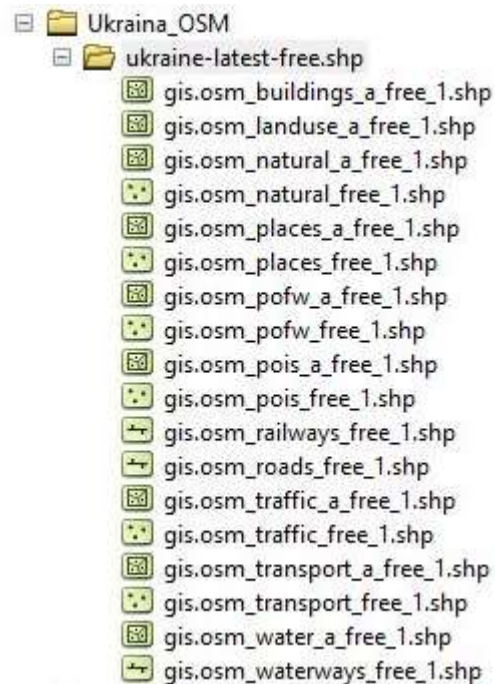 Ukraina_OSM
ukraine-latest-free.shp
gis.osm_buildings_a_free_1.shp
gis.osm_landuse_a_free_1.shp
gis.osm_natural_a_free_1.shp
gis.osm_natural_free_1.shp
gis.osm_places_a_free_1.shp
gis.osm_places_free_1.shp
gis.osm_pofw_a_free_1.shp
gis.osm_pofw_free_1.shp
gis.osm_pois_a_free_1.shp
gis.osm_pois_free_1.shp
gis.osm_railways_free_1.shp
gis.osm_roads_free_1.shp
gis.osm_traffic_a_free_1.shp
gis.osm_traffic_free_1.shp
gis.osm_transport_a_free_1.shp
gis.osm_transport_free_1.shp
gis.osm_water_a_free_1.shp
gis.osm_waterways_free_1.shp